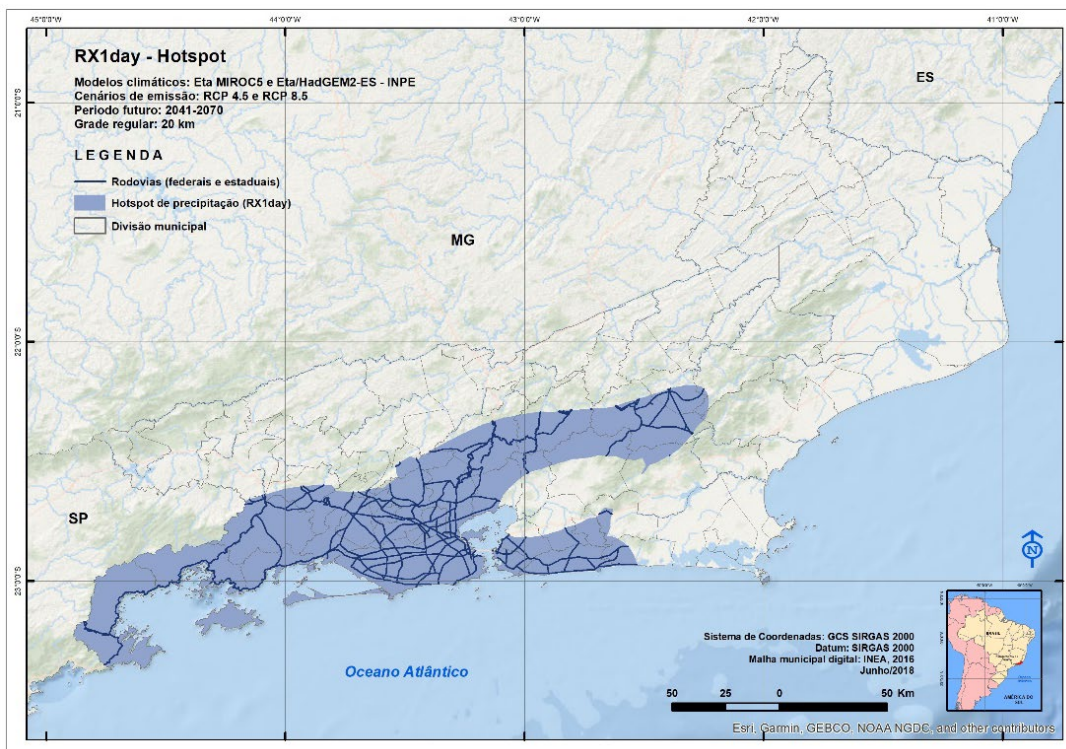 45°0'0"W
44°0'0"W
43°0'0"W
42°0'0"W
41°0'0"W
RX1day - Hotspot
Modelos climáticos: Eta MIROC5 e Eta/HadGEM2-ES - INPE
Cenários de emissão: RCP 4.5 e RCP 8.5
Periodo futuro: 2041-2070
Grade regular: 20 km
LEGENDA
Rodovias (federais e estaduais)
Hotspot de precipitação (RX1day)
Divisão municipal
ES
21°0'0"S
MG
22°0'0"S
SP
23°0'0"S
N
Oceano Atlântico
Sistema de Coordenadas: GCS SIRGAS 2000
Datum: SIRGAS 2000
Malha municipal digital: INEA, 2016
Junho/2018
50 25 0 50 Km
BRASIL
AMÉRICA DO
SUL
Esri, Garmin, GEBCO, NOAA NGDC, and other contributors